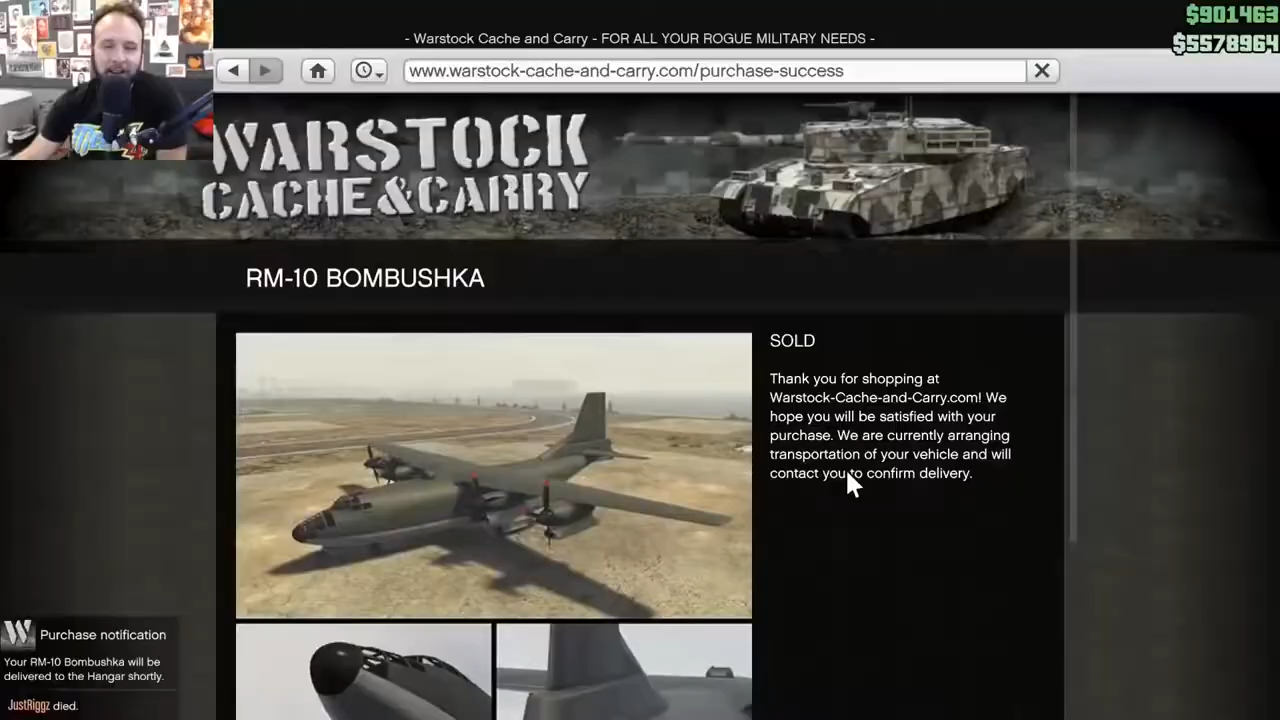 $901463
$5578964
- Warstock Cache and Carry - FOR ALL YOUR ROGUE MILITARY NEEDS -
www.warstock-cache-and-carry.com/purchase-success
WARSTOCK
CACHE&CARRY
RM-10 BOMBUSHKA
SOLD
Thank you for shopping at
Warstock-Cache-and-Carry.com! We
hope you will be satisfied with your
purchase. We are currently arranging
transportation of your vehicle and will
contact you to confirm delivery.
W
Purchase notification
Your RM-10 Bombushka will be
delivered to the Hangar shortly.
JustRiggz died.